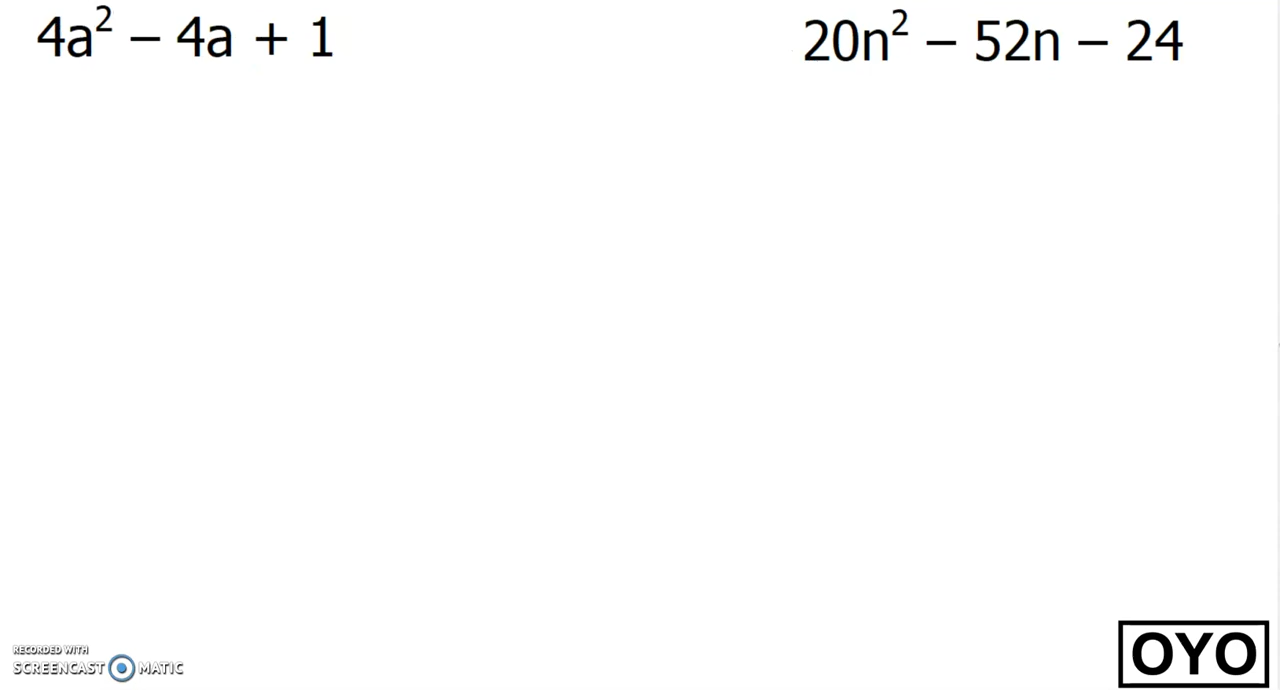 4a² – 4a + 1
20n² – 52n – 24
RECORDED WITH
SCREENCAST MATIC
OYO